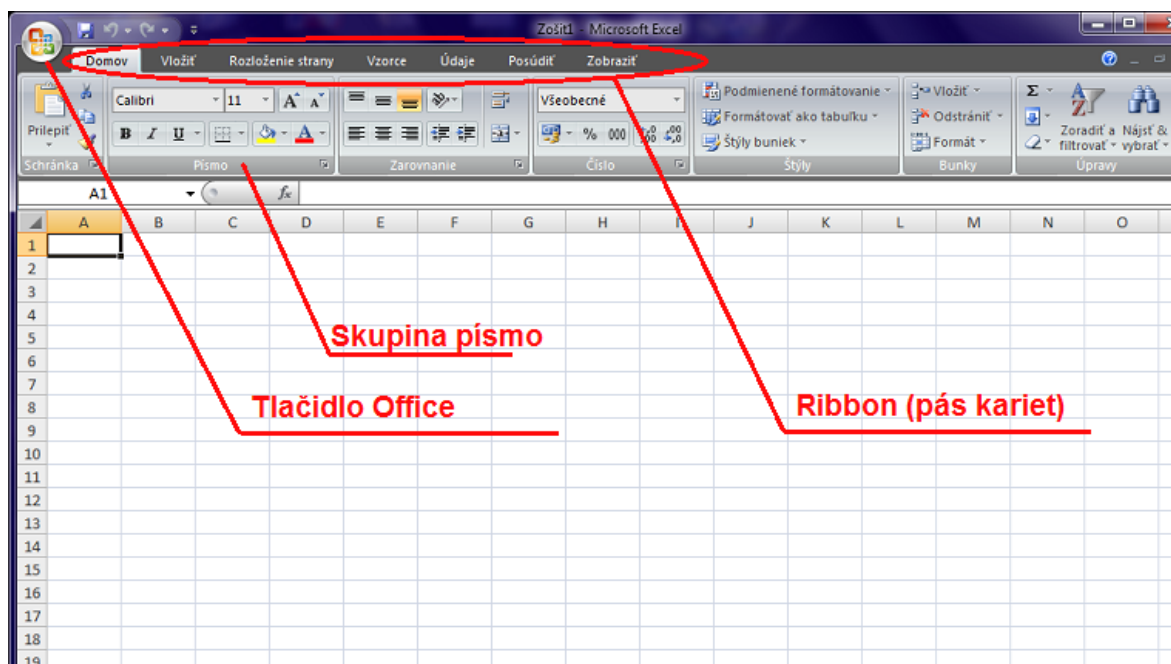 Zošit1 - Microsoft Excel
Domov Vložiť Rozloženie strany Vzorce Údaje Posúdiť Zobraziť
Prilepiť
Schránka
Calibri 11
B I U
Písmo
Zarovnanie
Všeobecné
% 000
Číslo
Podmienené formátovanie
Formátovať ako tabuľku
Štýly buniek
Štýly
Vložiť
Odstrániť
Formát
Bunky
Σ
Zoradiť a filtrovať
Nájsť & vybrať
Úpravy
A1 fx
A B C D E F G H I J K L M N O
1
2
3
4
5
Skupina písmo
6
7
8
Tlačidlo Office Ribbon (pás kariet)
9
10
11
12
13
14
15
16
17
18
19